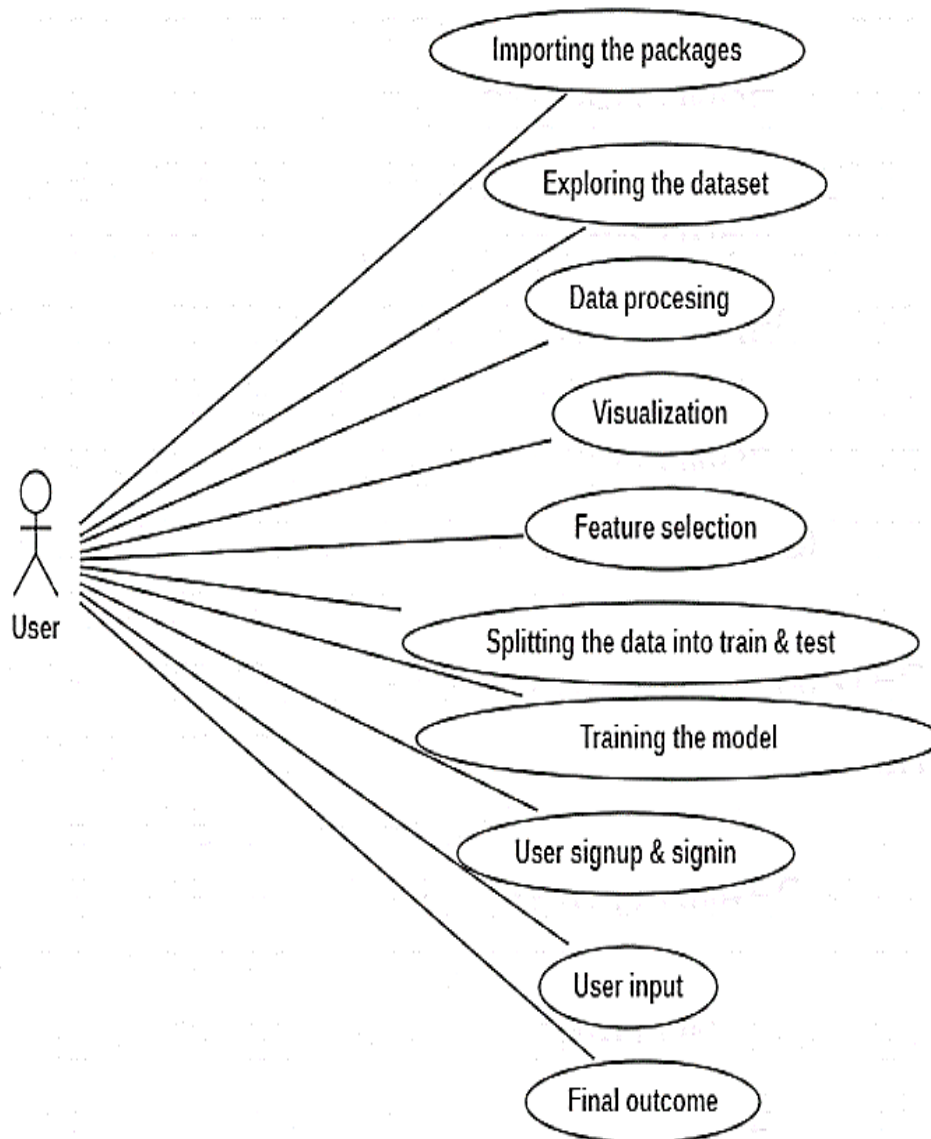 Importing the packages
Exploring the dataset
Data procesing
Visualization
Feature selection
User
Splitting the data into train & test
Training the model
User signup & signin
User input
Final outcome